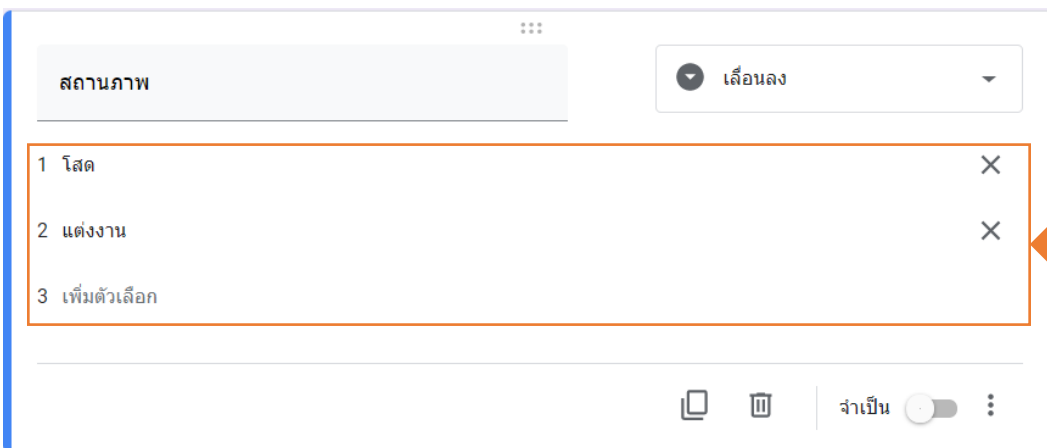 สถานภาพ
เลื่อนลง
1 โสด
2 แต่งงาน
3 เพิ่มตัวเลือก
จำเป็น